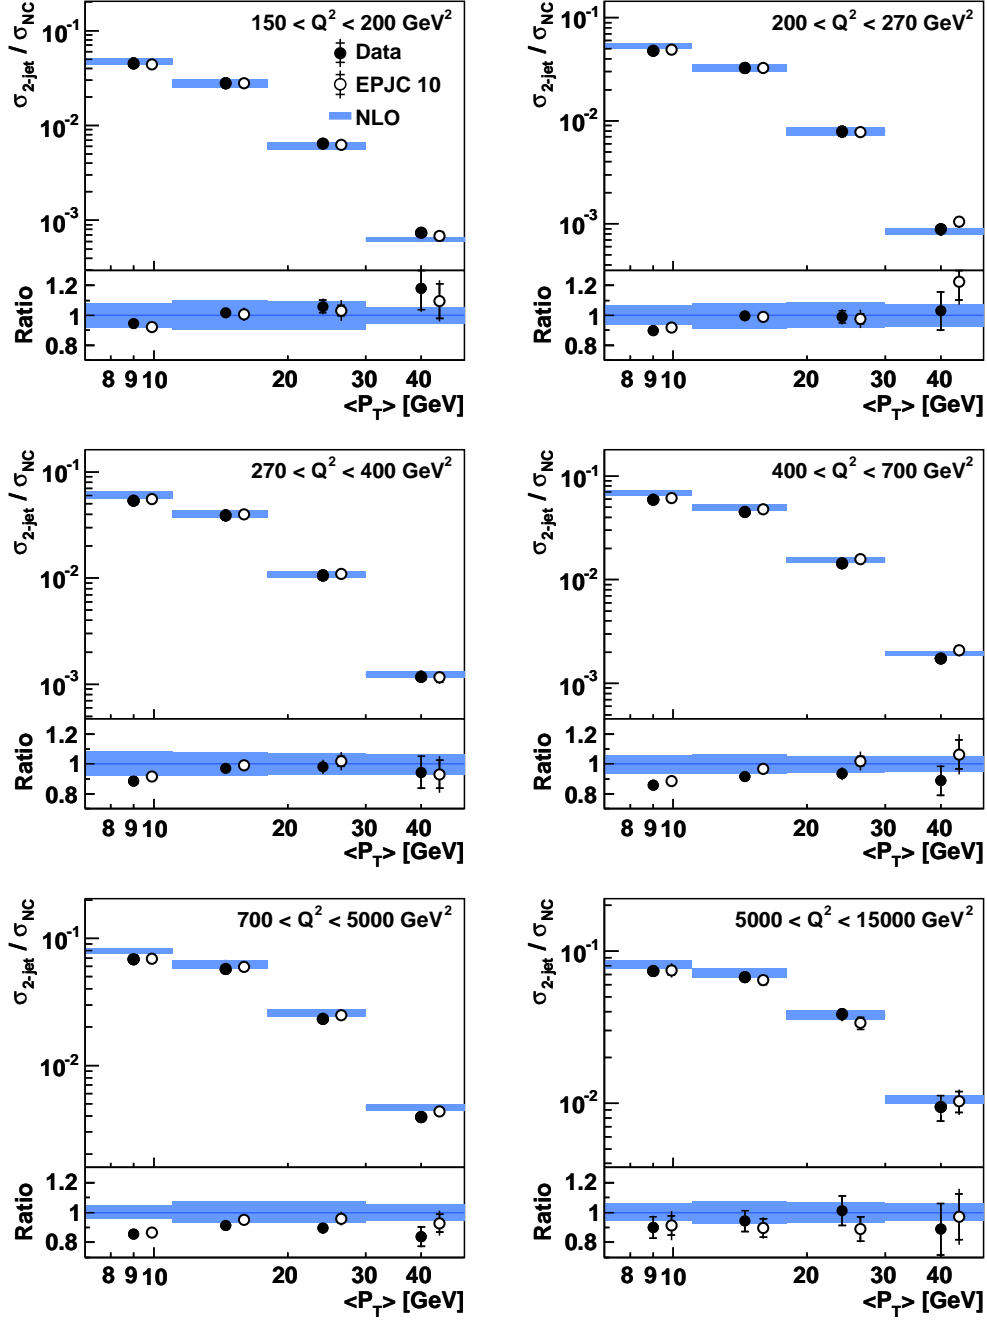 150 < Q² < 200 GeV²
Data
EPJC 10
NLO
σ2-jet / σNC
10⁻¹
10⁻²
10⁻³
Ratio
1.2
1
0.8
8 9 10 20 30 40
<PT> [GeV]
200 < Q² < 270 GeV²
σ2-jet / σNC
10⁻¹
10⁻²
10⁻³
Ratio
1.2
1
0.8
8 9 10 20 30 40
<PT> [GeV]
270 < Q² < 400 GeV²
σ2-jet / σNC
10⁻¹
10⁻²
10⁻³
Ratio
1.2
1
0.8
8 9 10 20 30 40
<PT> [GeV]
400 < Q² < 700 GeV²
σ2-jet / σNC
10⁻¹
10⁻²
10⁻³
Ratio
1.2
1
0.8
8 9 10 20 30 40
<PT> [GeV]
700 < Q² < 5000 GeV²
σ2-jet / σNC
10⁻¹
10⁻²
Ratio
1.2
1
0.8
8 9 10 20 30 40
<PT> [GeV]
5000 < Q² < 15000 GeV²
σ2-jet / σNC
10⁻¹
10⁻²
Ratio
1.2
1
0.8
8 9 10 20 30 40
<PT> [GeV]